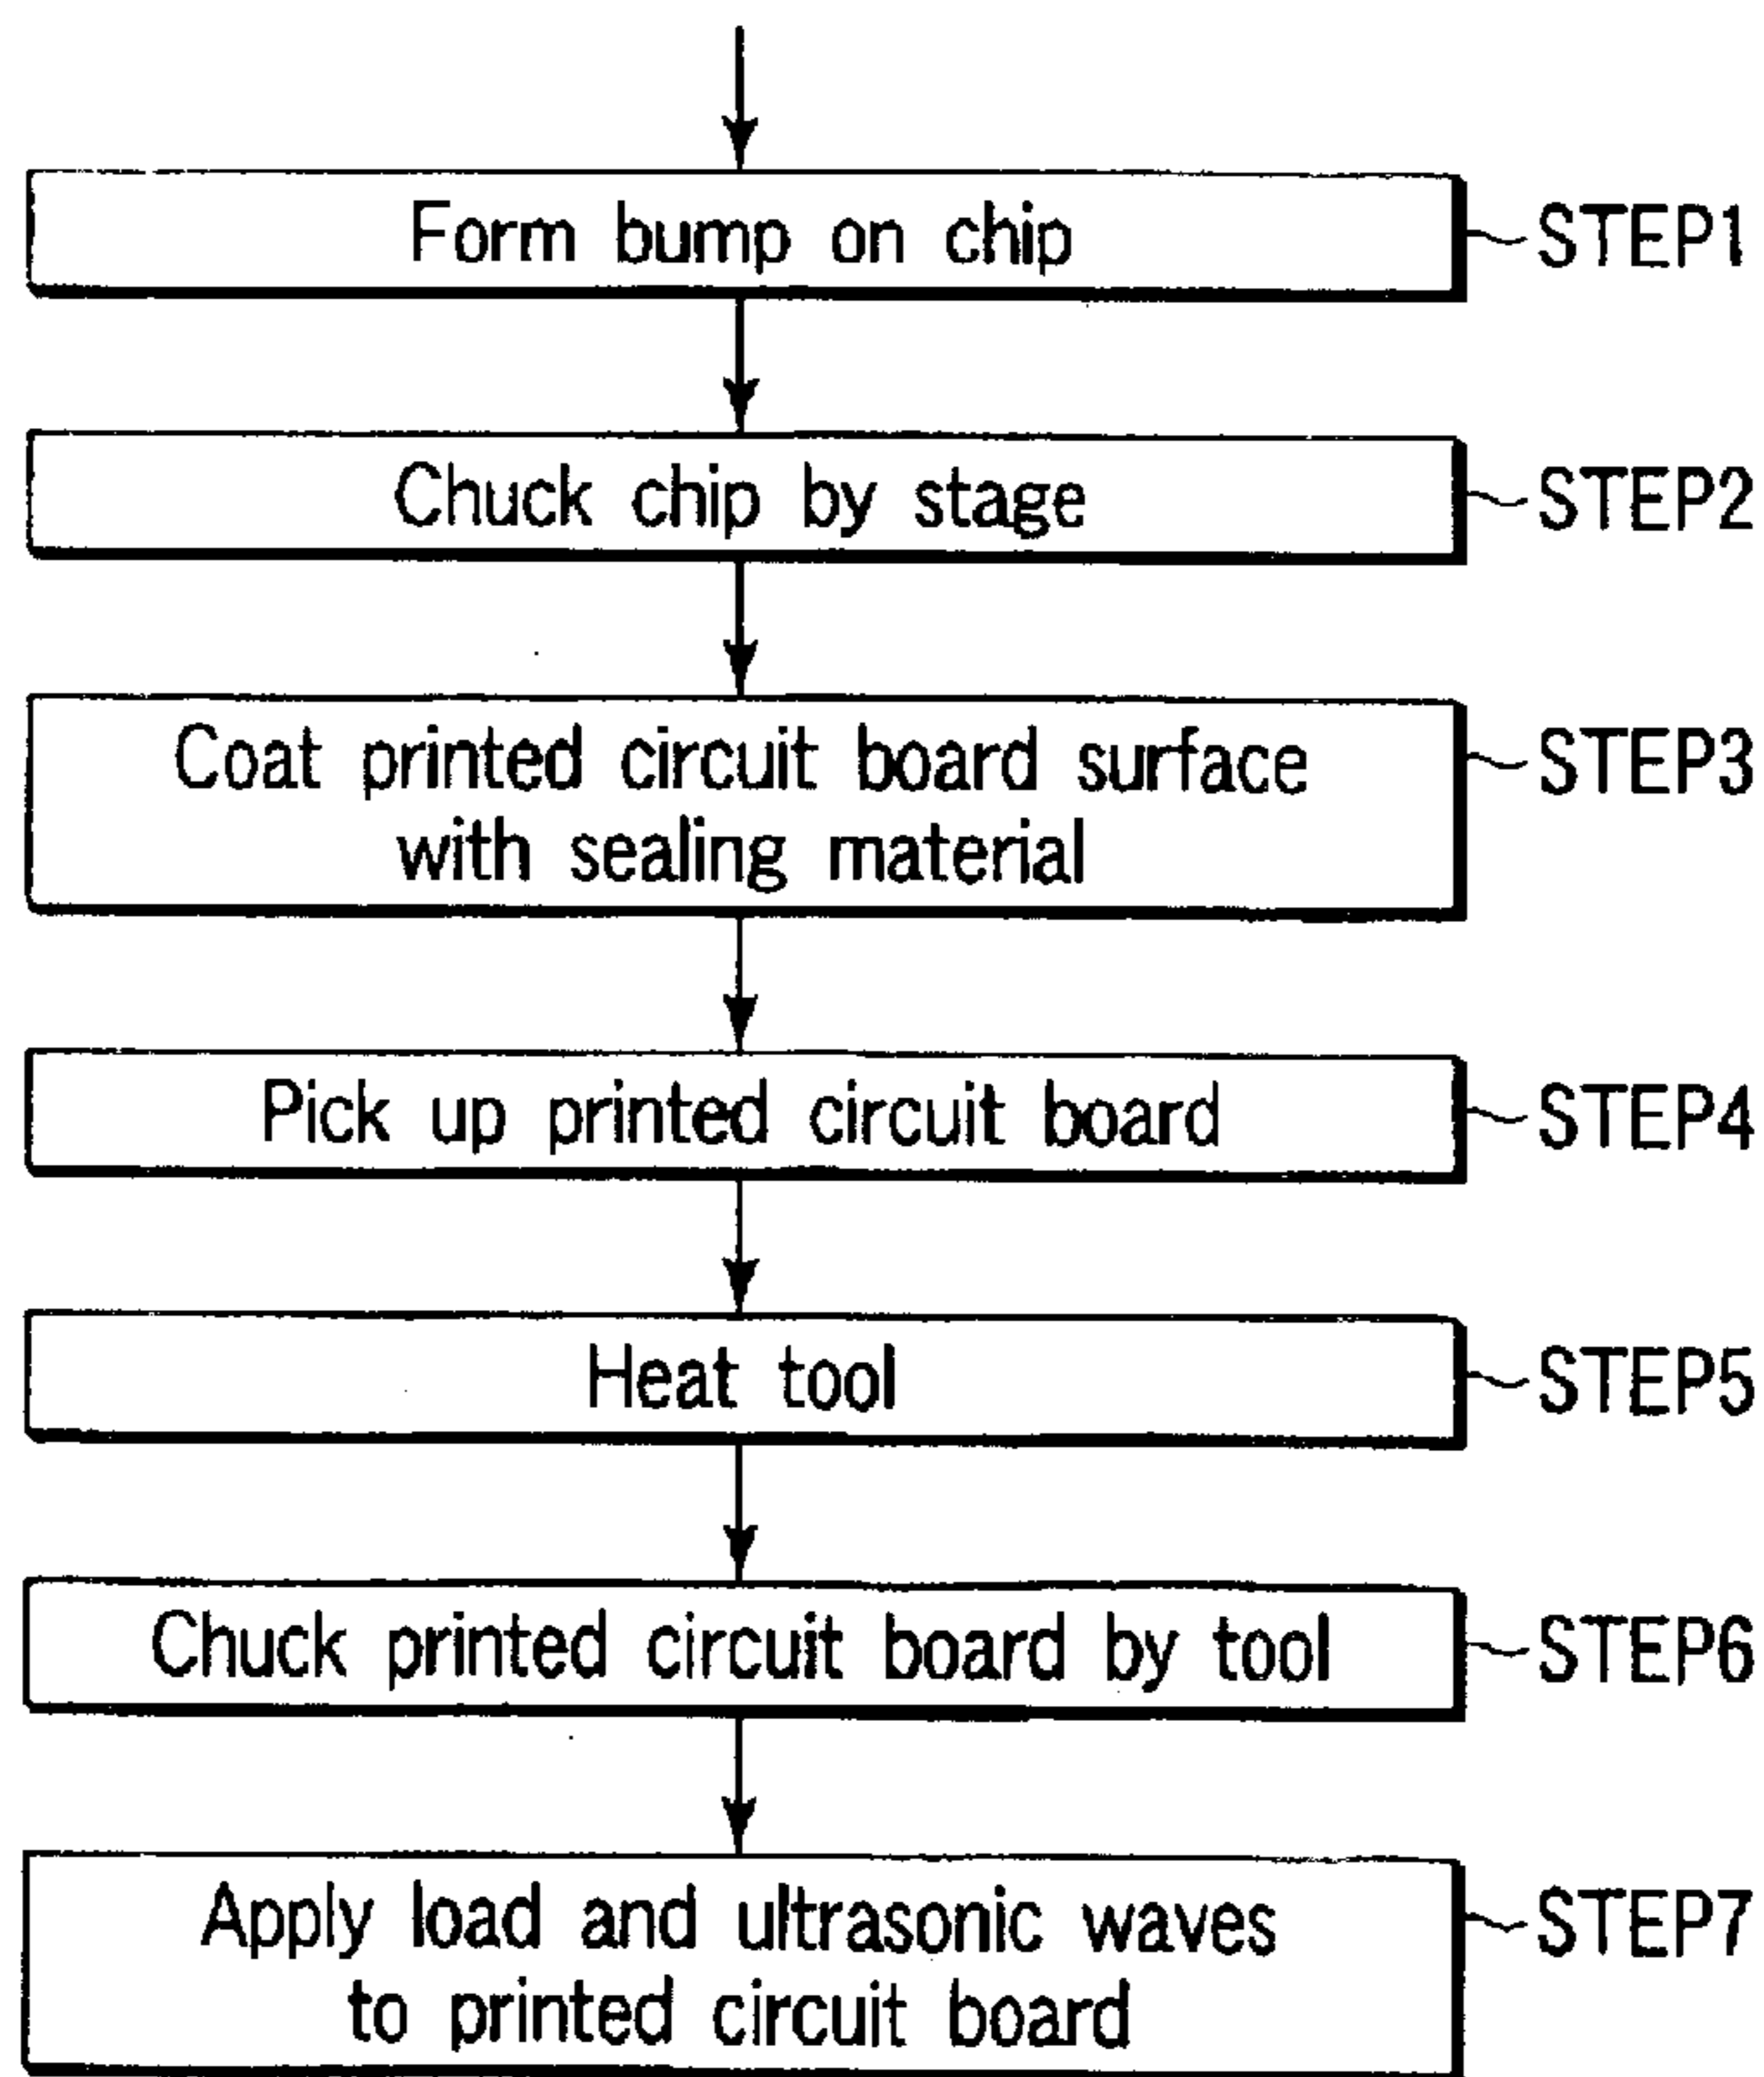 Form bump on chip
STEP1
Chuck chip by stage
STEP2
Coat printed circuit board surface
with sealing material
STEP3
Pick up printed circuit board
STEP4
Heat tool
STEP5
Chuck printed circuit board by tool
STEP6
Apply load and ultrasonic waves
to printed circuit board
STEP7